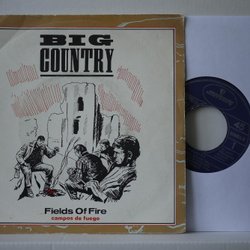 BIG
COUNTRY
Fields Of Fire
campos de fuego